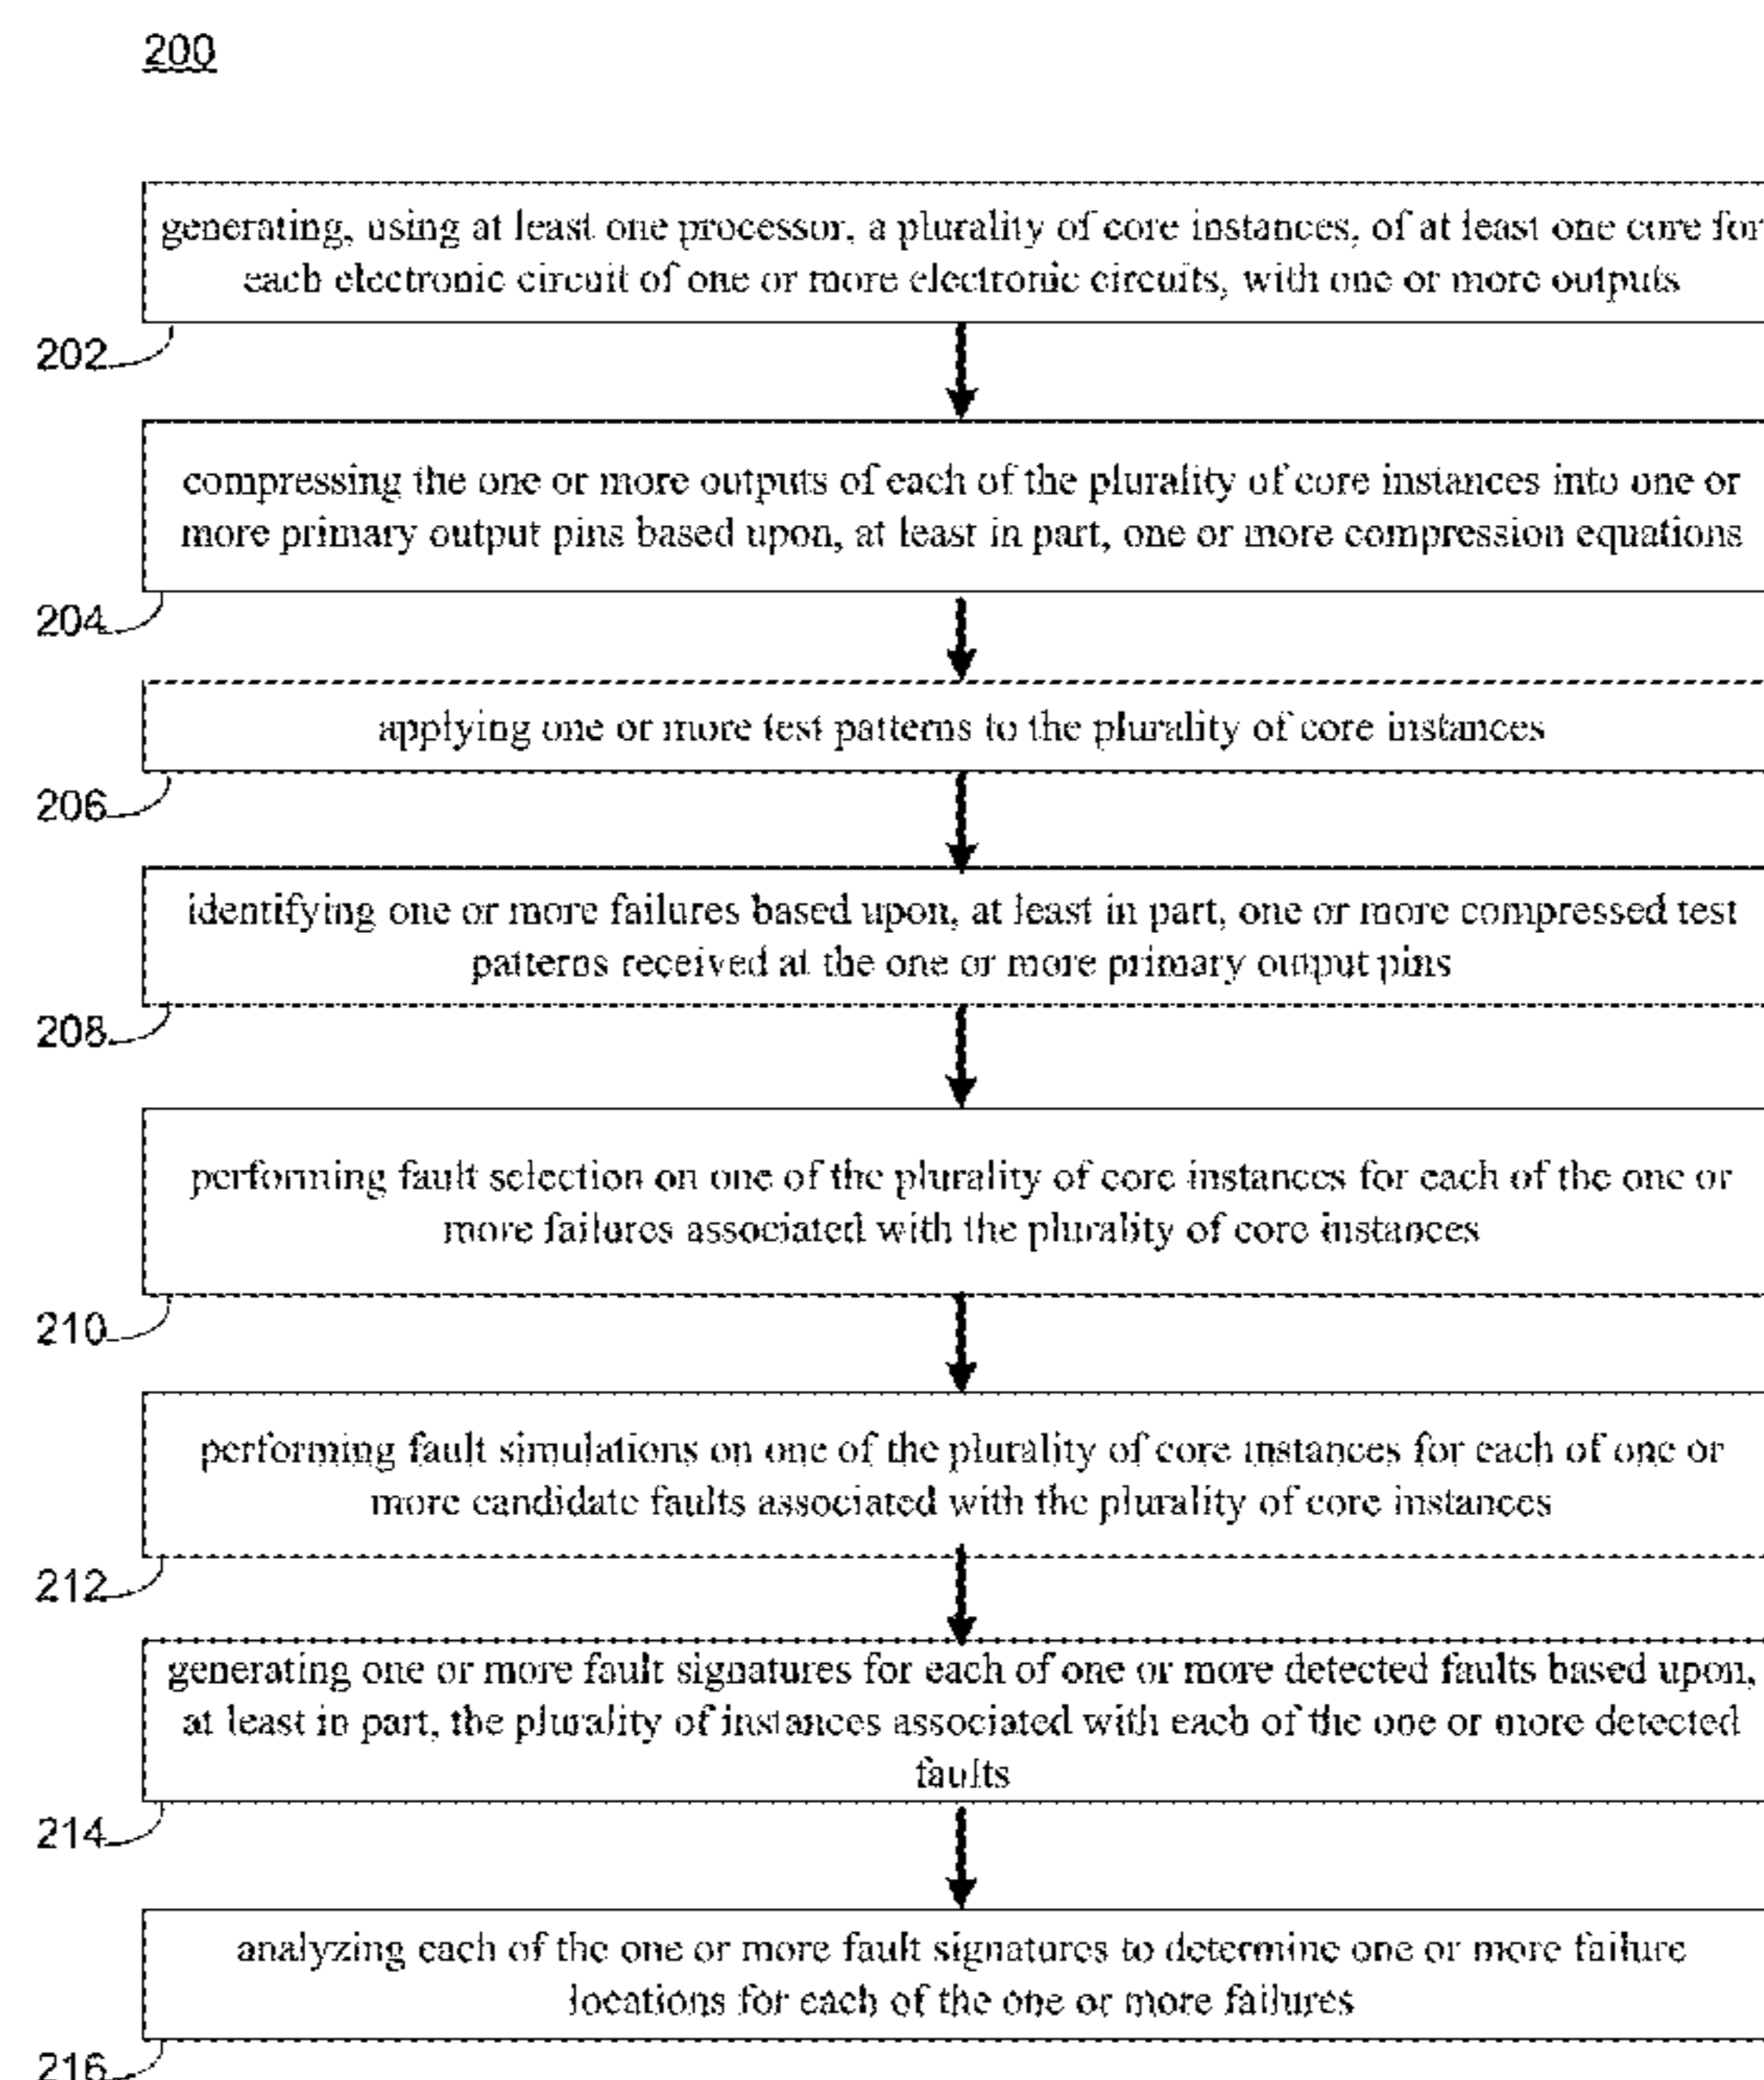 200
generating, using at least one processor, a plurality of core instances, of at least one core for
each electronic circuit of one or more electronic circuits, with one or more outputs
202
compressing the one or more outputs of each of the plurality of core instances into one or
more primary output pins based upon, at least in part, one or more compression equations
204
applying one or more test patterns to the plurality of core instances
206
identifying one or more failures based upon, at least in part, one or more compressed test
patterns received at the one or more primary output pins
208
performing fault selection on one of the plurality of core instances for each of the one or
more failures associated with the plurality of core instances
210
performing fault simulations on one of the plurality of core instances for each of one or
more candidate faults associated with the plurality of core instances
212
generating one or more fault signatures for each of one or more detected faults based upon,
at least in part, the plurality of instances associated with each of the one or more detected
faults
214
analyzing each of the one or more fault signatures to determine one or more failure
locations for each of the one or more failures
216